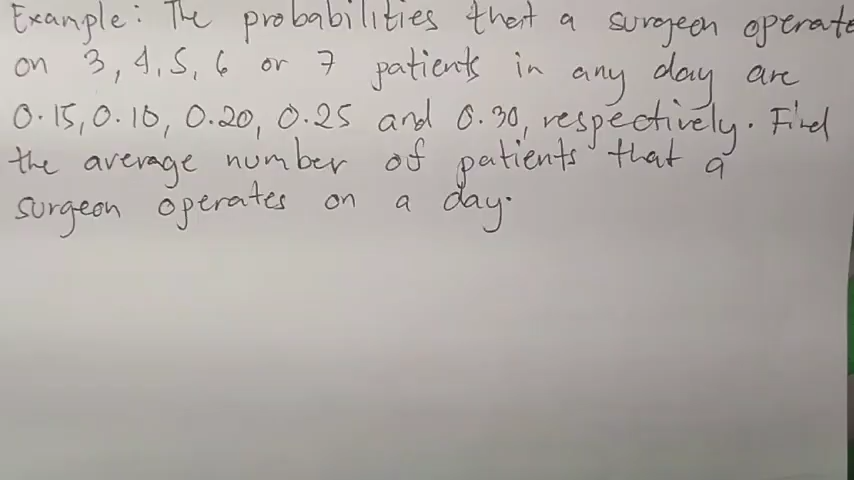 Example: The probabilities that a surgeon operate
on 3, 4, 5, 6 or 7 patients in any day are
0.15, 0.10, 0.20, 0.25 and 0.30, respectively. Find
the average number of patients that a
surgeon operates on a day.